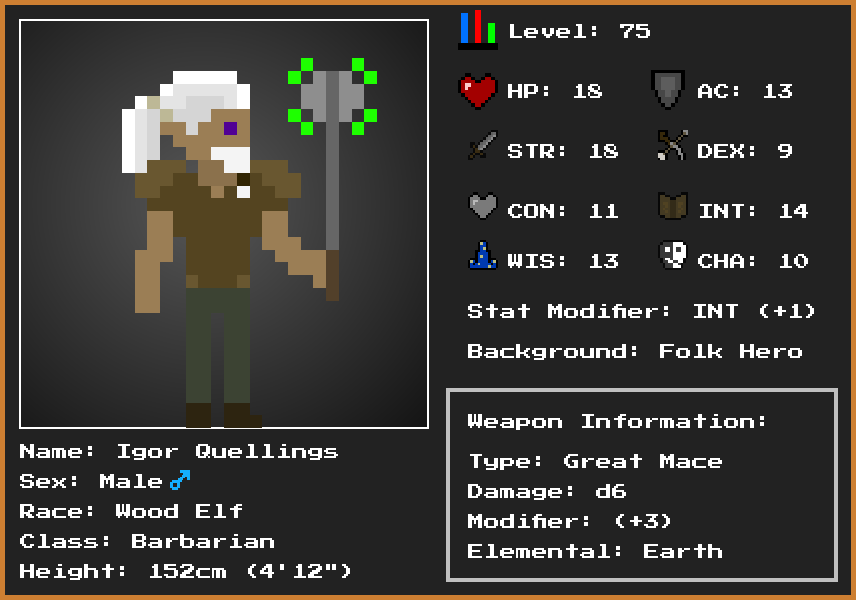 Level: 75
HP: 18 AC: 13
STR: 18 DEX: 9
CON: 11 INT: 14
WIS: 13 CHA: 10
Stat Modifier: INT (+1)
Background: Folk Hero
Weapon Information:
Type: Great Mace
Damage: d6
Modifier: (+3)
Elemental: Earth
Name: Igor Quellings
Sex: Male♂
Race: Wood Elf
Class: Barbarian
Height: 152cm (4'12")